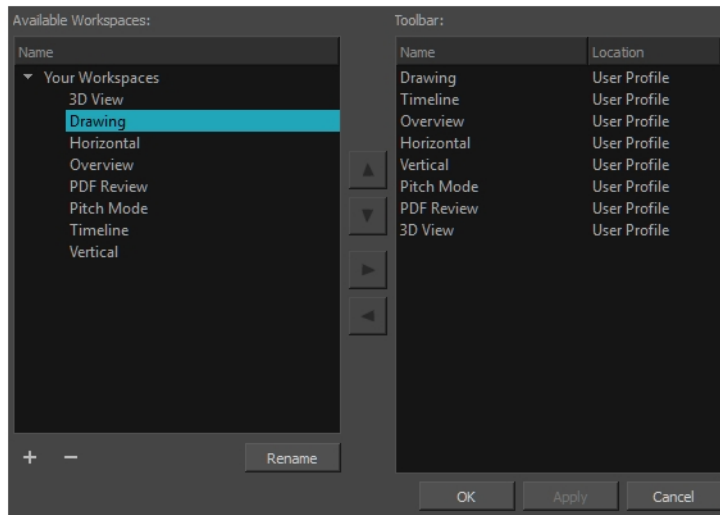 Available Workspaces:
Name
Your Workspaces
3D View
Drawing
Horizontal
Overview
PDF Review
Pitch Mode
Timeline
Vertical
Rename
Toolbar:
Name Location
Drawing User Profile
Timeline User Profile
Overview User Profile
Horizontal User Profile
Vertical User Profile
Pitch Mode User Profile
PDF Review User Profile
3D View User Profile
OK Apply Cancel